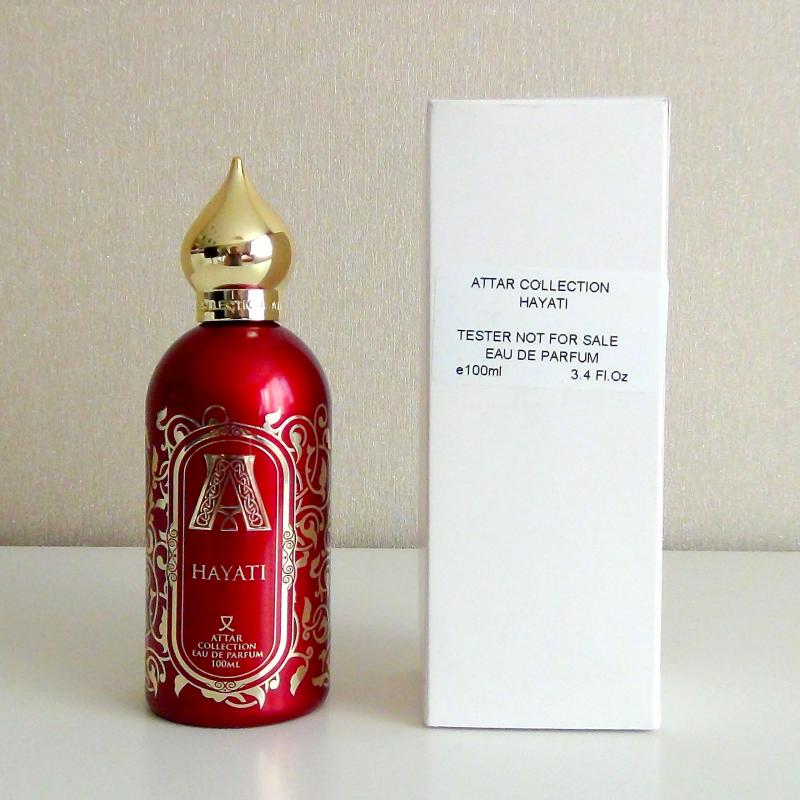 COLLECTION
A
HAYATI
ATTAR
COLLECTION
EAU DE PARFUM
100ML
ATTAR COLLECTION
HAYATI
TESTER NOT FOR SALE
EAU DE PARFUM
e100ml 3.4 Fl.Oz